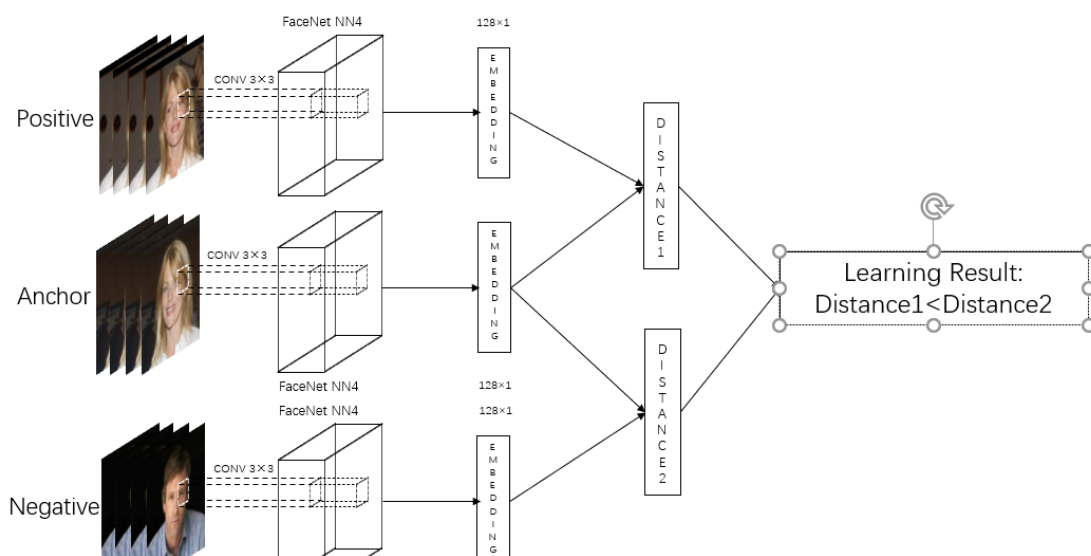 FaceNet NN4
128×1
Positive
CONV 3×3
EMBEDDING
DISTANCE1
Anchor
CONV 3×3
EMBEDDING
Learning Result:
Distance1<Distance2
FaceNet NN4
128×1
FaceNet NN4
128×1
DISTANCE2
Negative
CONV 3×3
EMBEDDING